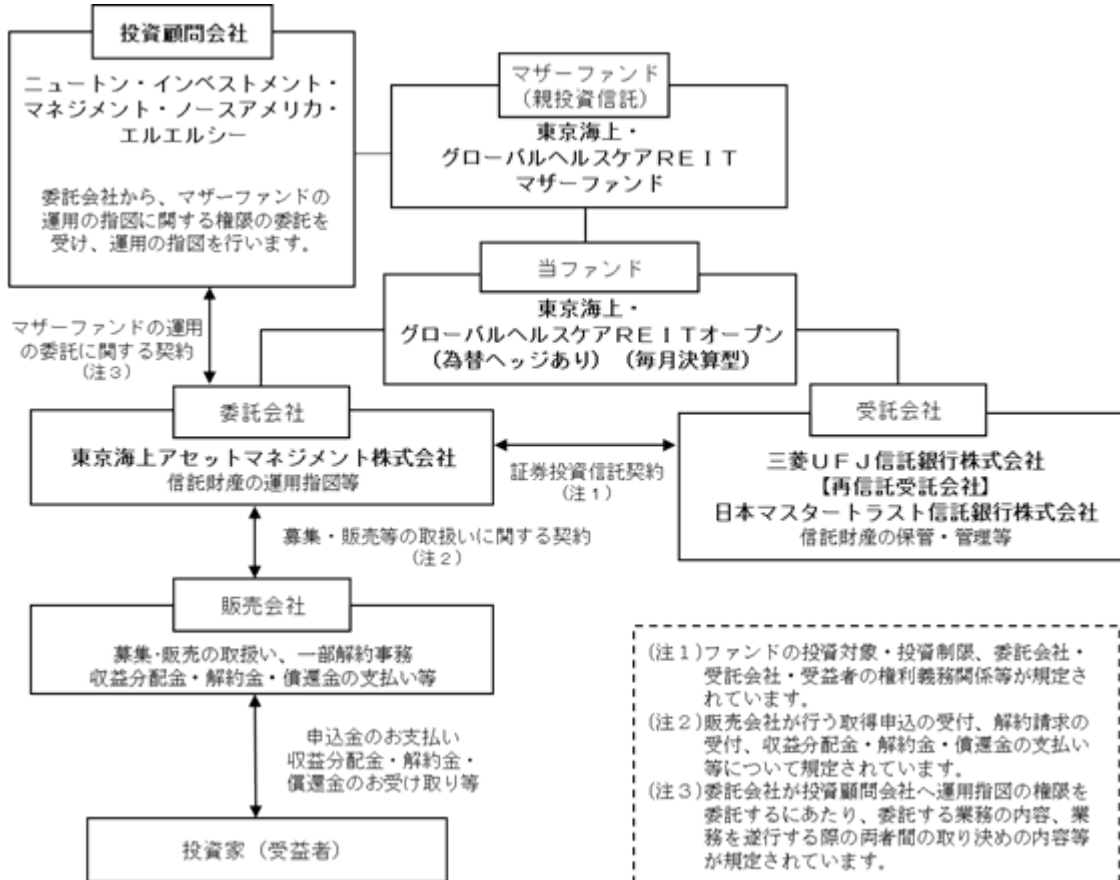 投資顧問会社
ニュートン・インベストメント・
マネジメント・ノースアメリカ・
エルエルシー
委託会社から、マザーファンドの
運用の指図に関する権限の委託を
受け、運用の指図を行います。
マザーファンド
(親投資信託)
東京海上・
グローバルヘルスケアREIT
マザーファンド
当ファンド
東京海上・
グローバルヘルスケアREITオープン
(為替ヘッジあり)(毎月決算型)
マザーファンドの運用
の委託に関する契約
(注3)
委託会社
東京海上アセットマネジメント株式会社
信託財産の運用指図等
証券投資信託契約
(注1)
受託会社
三菱UFJ信託銀行株式会社
【再信託受託会社】
日本マスタートラスト信託銀行株式会社
信託財産の保管・管理等
募集・販売等の取扱いに関する契約
(注2)
販売会社
募集・販売の取扱い、一部解約事務
収益分配金・解約金・償還金の支払い等
申込金のお支払い
収益分配金・解約金・
償還金のお受け取り等
投資家(受益者)
(注1)ファンドの投資対象・投資制限、委託会社・
受託会社・受益者の権利義務関係等が規定さ
れています。
(注2)販売会社が行う取得申込の受付、解約請求の
受付、収益分配金・解約金・償還金の支払い
等について規定されています。
(注3)委託会社が投資顧問会社へ運用指図の権限を
委託するにあたり、委託する業務の内容、業
務を遂行する際の両者間の取り決めの内容等
が規定されています。